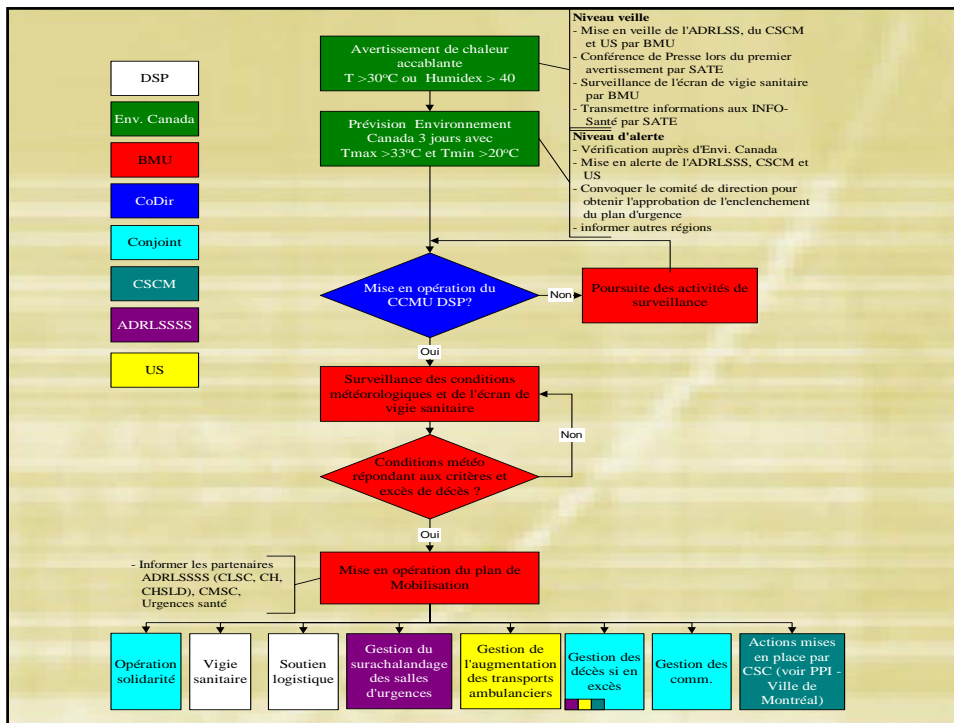 DSP
Env. Canada
BMU
CoDir
Conjoint
CSCM
ADRLSSSS
US
Avertissement de chaleur
accablante
T >30°C ou Humidex > 40
Niveau veille
- Mise en veille de l'ADRLSS, du CSCM
et US par BMU
- Conférence de Presse lors du premier
avertissement par SATE
- Surveillance de l'écran de vigie sanitaire
par BMU
- Transmettre informations aux INFO-
Santé par SATE
Prévision Environnement
Canada 3 jours avec
Tmax >33°C et Tmin >20°C
Niveau d'alerte
- Vérification auprès d'Envi. Canada
- Mise en alerte de l'ADRLSSS, CSCM et
US
- Convoquer le comité de direction pour
obtenir l'approbation de l'enclenchement
du plan d'urgence
- informer autres régions
Mise en opération du
CCMU DSP?
Non
Poursuite des activités de
surveillance
Oui
Surveillance des conditions
météorologiques et de l'écran de
vigie sanitaire
Non
Conditions météo
répondant aux critères et
excès de décès ?
Oui
- Informer les partenaires
ADRLSSSS (CLSC, CH,
CHSLD), CMSC,
Urgences santé
Mise en opération du plan de
Mobilisation
Opération
solidarité
Vigie
sanitaire
Soutien
logistique
Gestion du
surachalandage
des salles
d'urgences
Gestion de
l'augmentation
des transports
ambulanciers
Gestion des
décès si en
excès
Gestion des
comm.
Actions mises
en place par
CSC (voir PPI -
Ville de
Montréal)